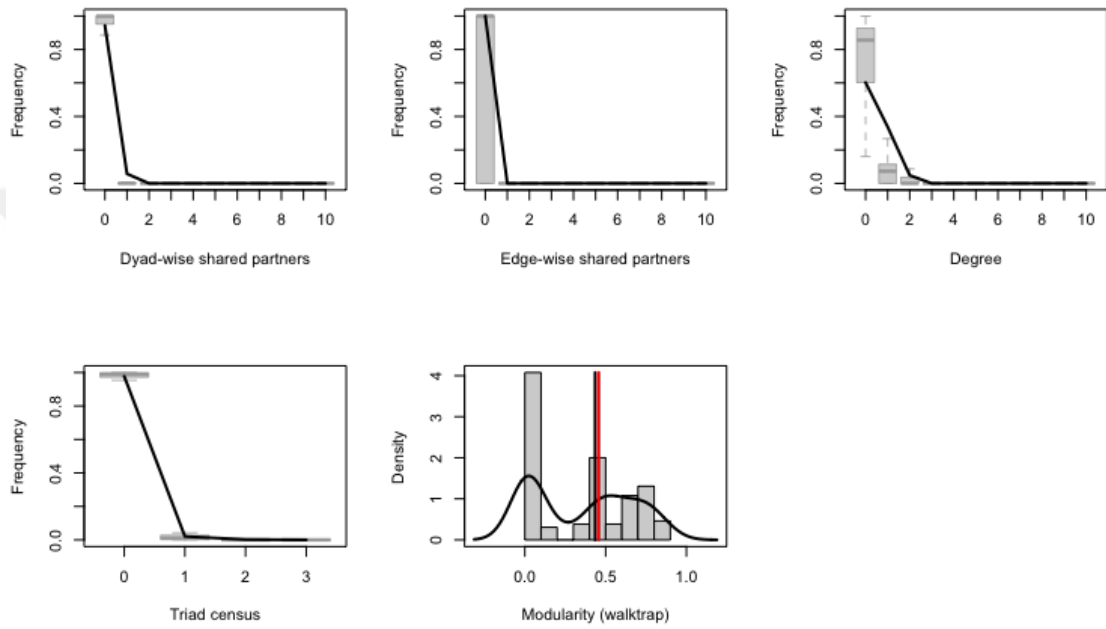 Frequency
0.0 0.4 0.8
0 2 4 6 8 10
Dyad-wise shared partners
Frequency
0.0 0.4 0.8
0 2 4 6 8 10
Edge-wise shared partners
Frequency
0.0 0.4 0.8
0 2 4 6 8 10
Degree
Frequency
0.0 0.4 0.8
0 1 2 3
Triad census
Density
0 1 2 3 4
0.0 0.5 1.0
Modularity (walktrap)